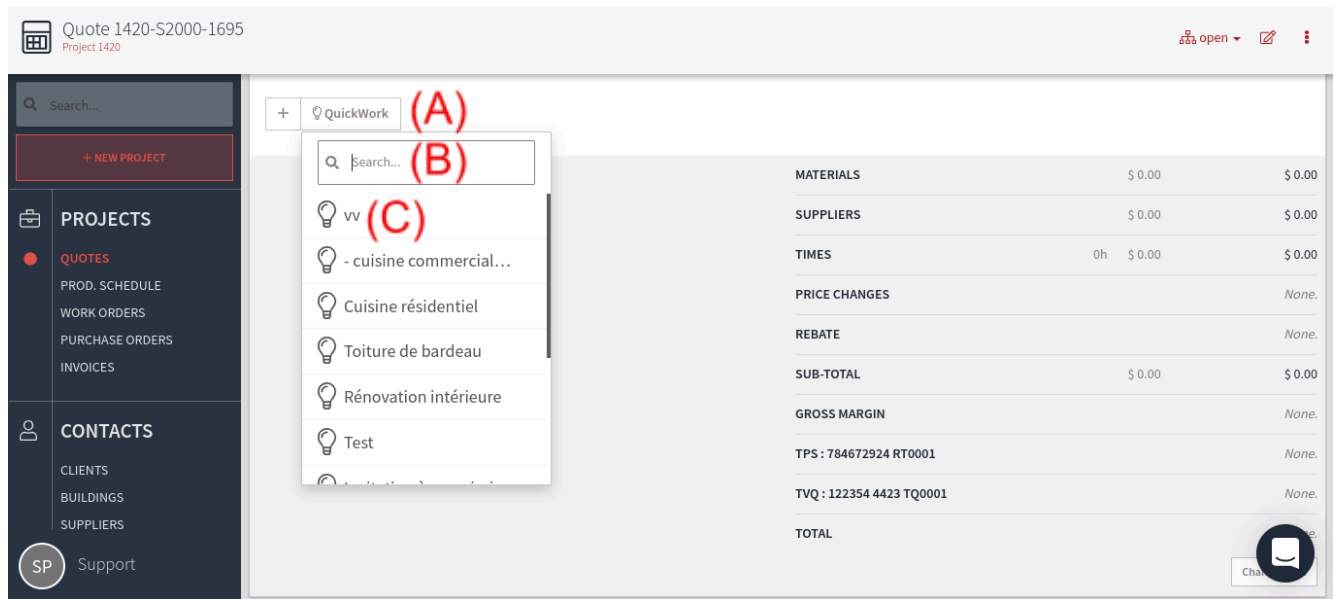 Quote 1420-S2000-1695
Project 1420
open
Search...
+ NEW PROJECT
PROJECTS
QUOTES
PROD. SCHEDULE
WORK ORDERS
PURCHASE ORDERS
INVOICES
CONTACTS
CLIENTS
BUILDINGS
SUPPLIERS
SP Support
+ QuickWork (A)
Search... (B)
vv (C)
- cuisine commercial...
Cuisine résidentiel
Toiture de bardeau
Rénovation intérieure
Test
MATERIALS $ 0.00 $ 0.00
SUPPLIERS $ 0.00 $ 0.00
TIMES 0h $ 0.00 $ 0.00
PRICE CHANGES None.
REBATE None.
SUB-TOTAL $ 0.00 $ 0.00
GROSS MARGIN None.
TPS : 784672924 RT0001 None.
TVQ : 122354 4423 TQ0001 None.
TOTAL